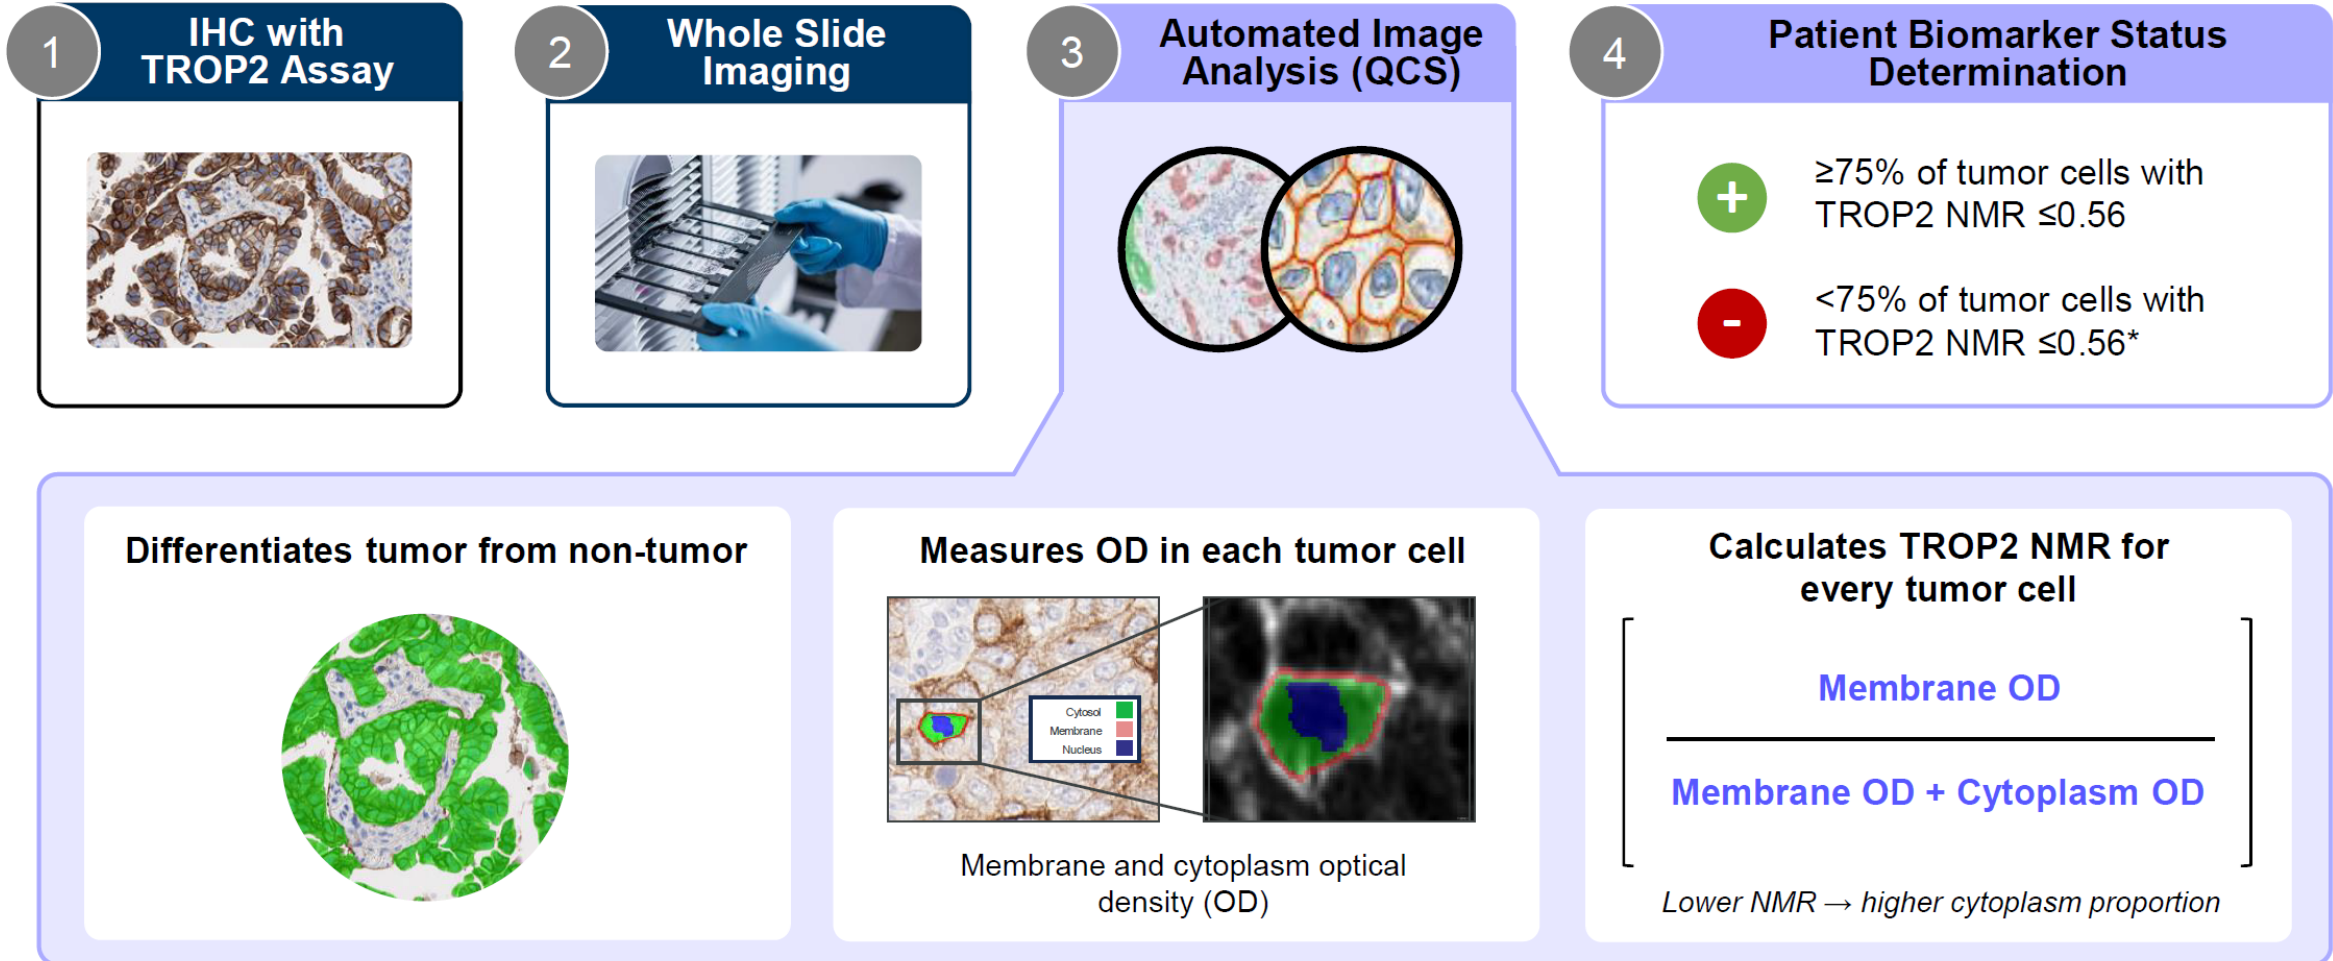 1
IHC with
TROP2 Assay
2
Whole Slide
Imaging
3
Automated Image
Analysis (QCS)
4
Patient Biomarker Status
Determination
+
≥75% of tumor cells with
TROP2 NMR ≤0.56
-
<75% of tumor cells with
TROP2 NMR ≤0.56*
Differentiates tumor from non-tumor
Measures OD in each tumor cell
Cytosol
Membrane
Nucleus
Membrane and cytoplasm optical
density (OD)
Calculates TROP2 NMR for
every tumor cell
Membrane OD
Membrane OD + Cytoplasm OD
Lower NMR → higher cytoplasm proportion